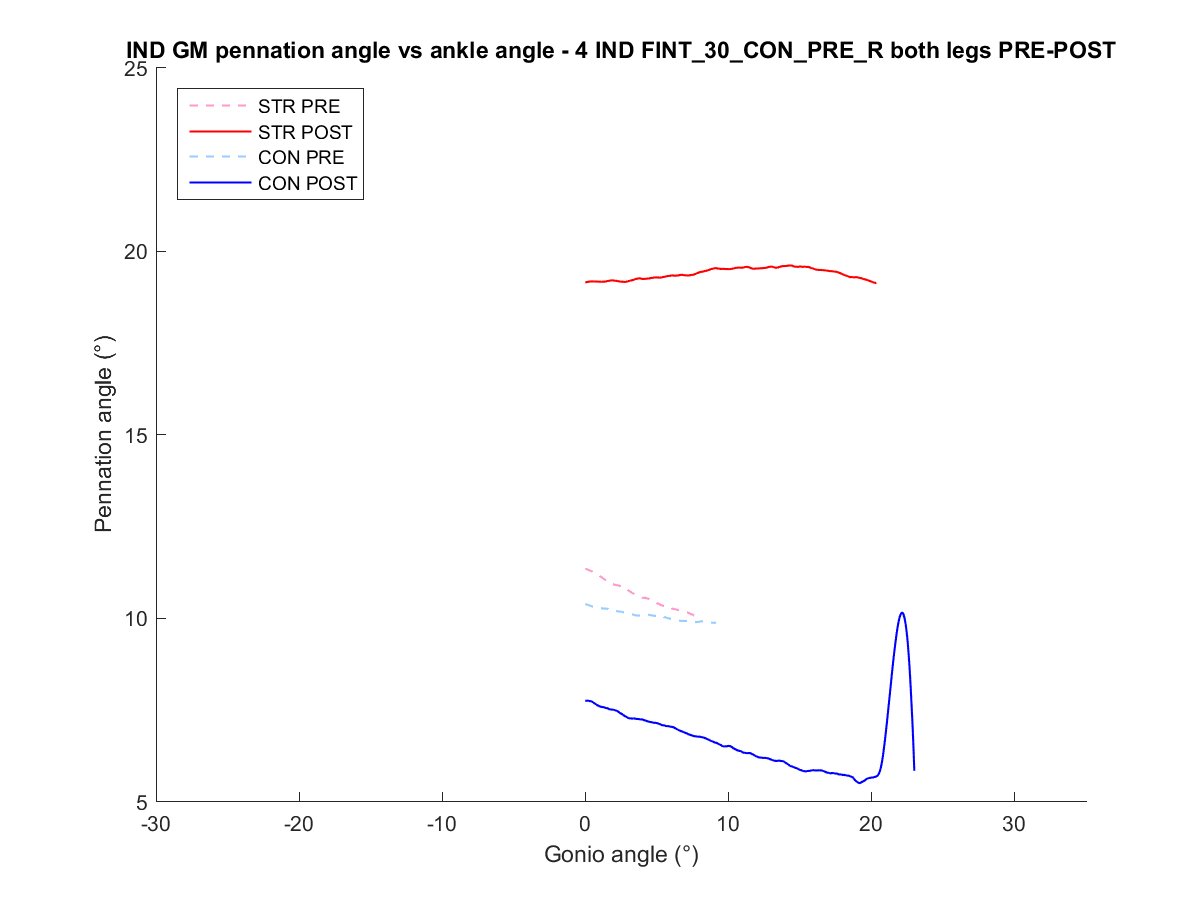 IND GM pennation angle vs ankle angle - 4 IND FINT_30_CON_PRE_R both legs PRE-POST
25
STR PRE
STR POST
CON PRE
CON POST
20
15
10
5
Pennation angle (°)
-30 -20 -10 0 10 20 30
Gonio angle (°)